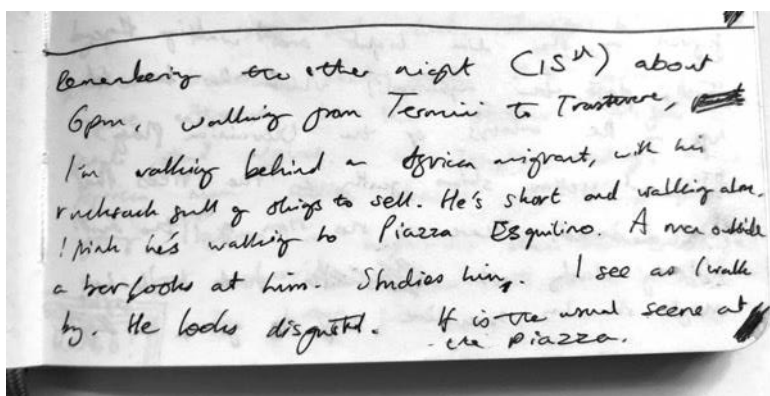 Remembering the other night (15th) about
6pm, walking from Termini to Trastevere,
I'm walking behind an African migrant, with his
rucksack full of things to sell. He's short and walking alone.
I think he's walking to Piazza Esquilino. A man outside
a bar looks at him. Studies him. I see as I walk
by. He looks disgusted. It is the usual scene at
the piazza.